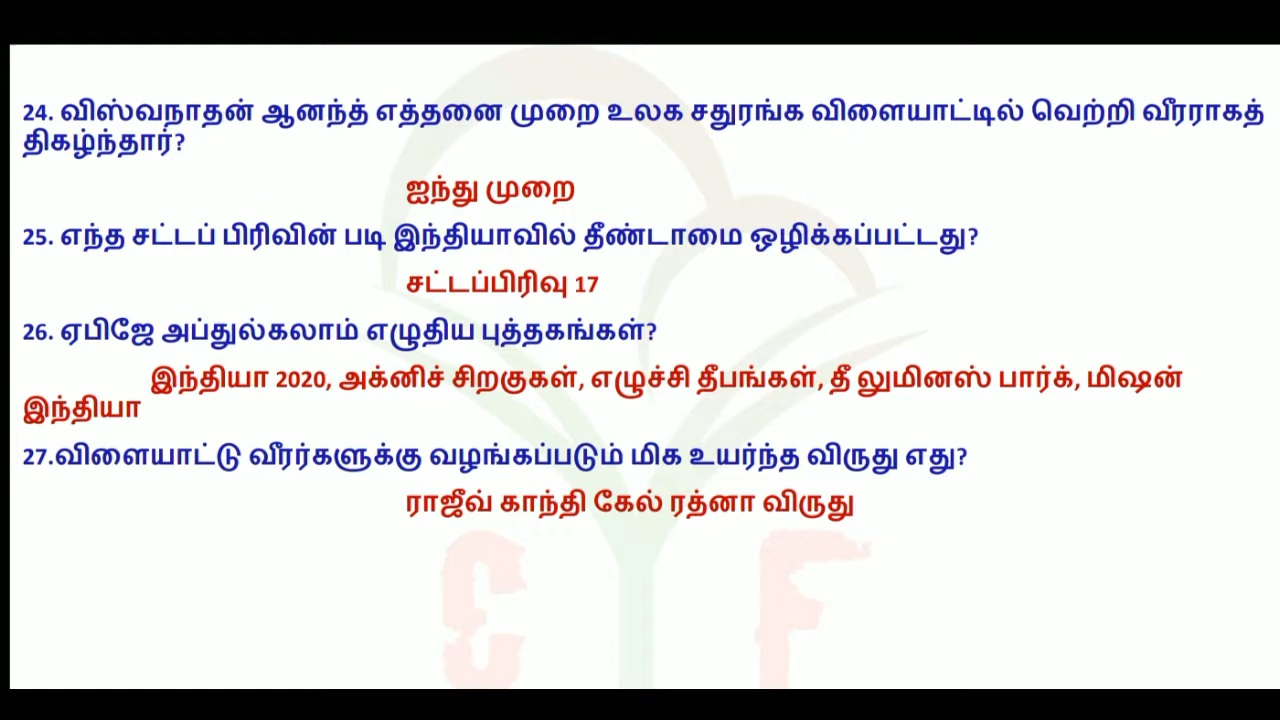 24. விஸ்வநாதன் ஆனந்த் எத்தனை முறை உலக சதுரங்க விளையாட்டில் வெற்றி வீரராகத்
திகழ்ந்தார்?
ஐந்து முறை
25. எந்த சட்டப் பிரிவின் படி இந்தியாவில் தீண்டாமை ஒழிக்கப்பட்டது?
சட்டப்பிரிவு 17
26. ஏபிஜே அப்துல்கலாம் எழுதிய புத்தகங்கள்?
இந்தியா 2020, அக்னிச் சிறகுகள், எழுச்சி தீபங்கள், தீ லுமினஸ் பார்க், மிஷன்
இந்தியா
27.விளையாட்டு வீரர்களுக்கு வழங்கப்படும் மிக உயர்ந்த விருது எது?
ராஜீவ் காந்தி கேல் ரத்னா விருது